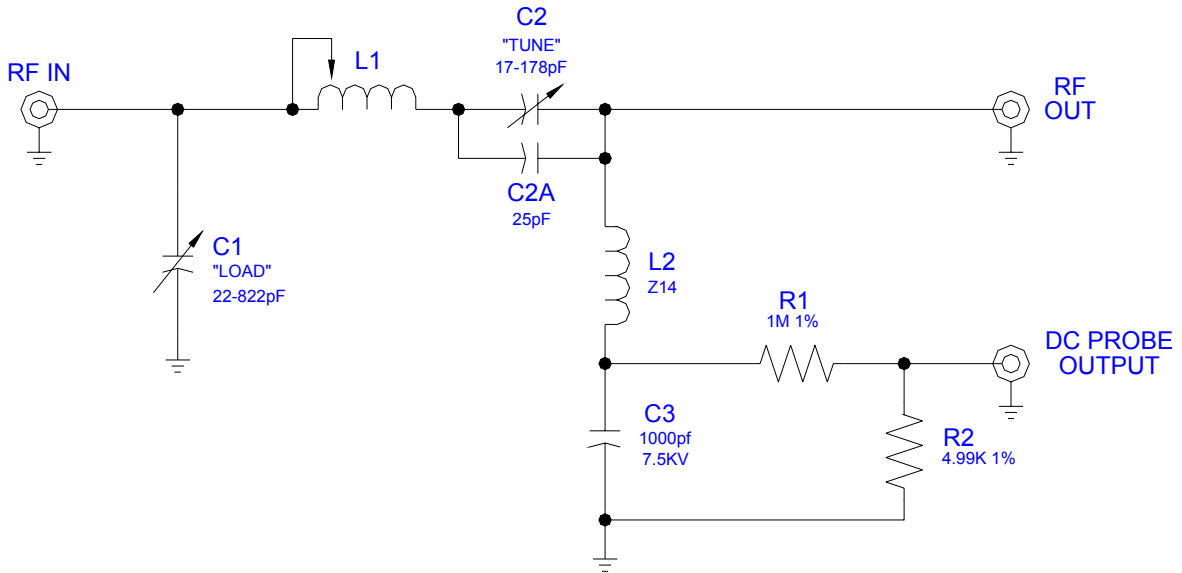 C2
"TUNE"
17-178pF
L1
RF IN
RF
OUT
C2A
25pF
C1
"LOAD"
22-822pF
L2
Z14
R1
1M 1%
DC PROBE
OUTPUT
C3
1000pf
7.5KV
R2
4.99K 1%